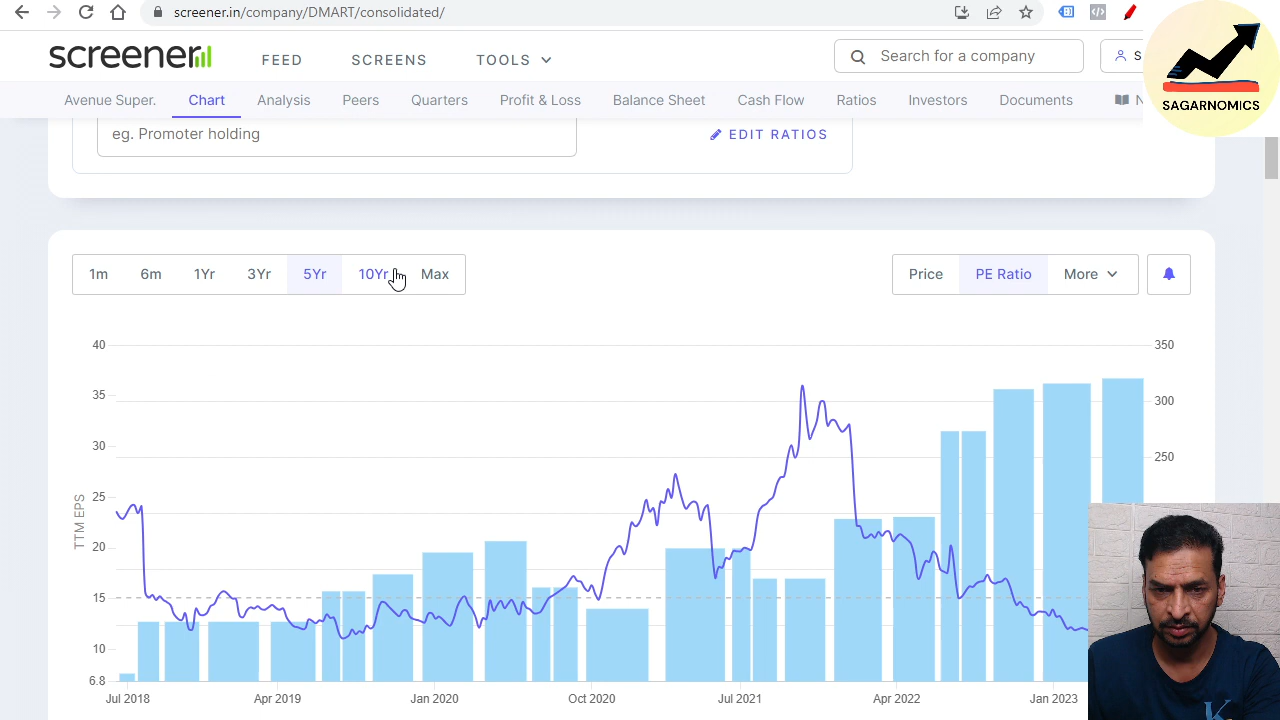 screener.in/company/DMART/consolidated/
screener
FEED
SCREENS
TOOLS
Search for a company
S
SAGARNOMICS
Avenue Super.
Chart
Analysis
Peers
Quarters
Profit & Loss
Balance Sheet
Cash Flow
Ratios
Investors
Documents
N
eg. Promoter holding
EDIT RATIOS
1m
6m
1Yr
3Yr
5Yr
10Yr
Max
Price
PE Ratio
More
40
35
30
25
20
15
10
6.8
TTM EPS
350
300
250
Jul 2018
Apr 2019
Jan 2020
Oct 2020
Jul 2021
Apr 2022
Jan 2023